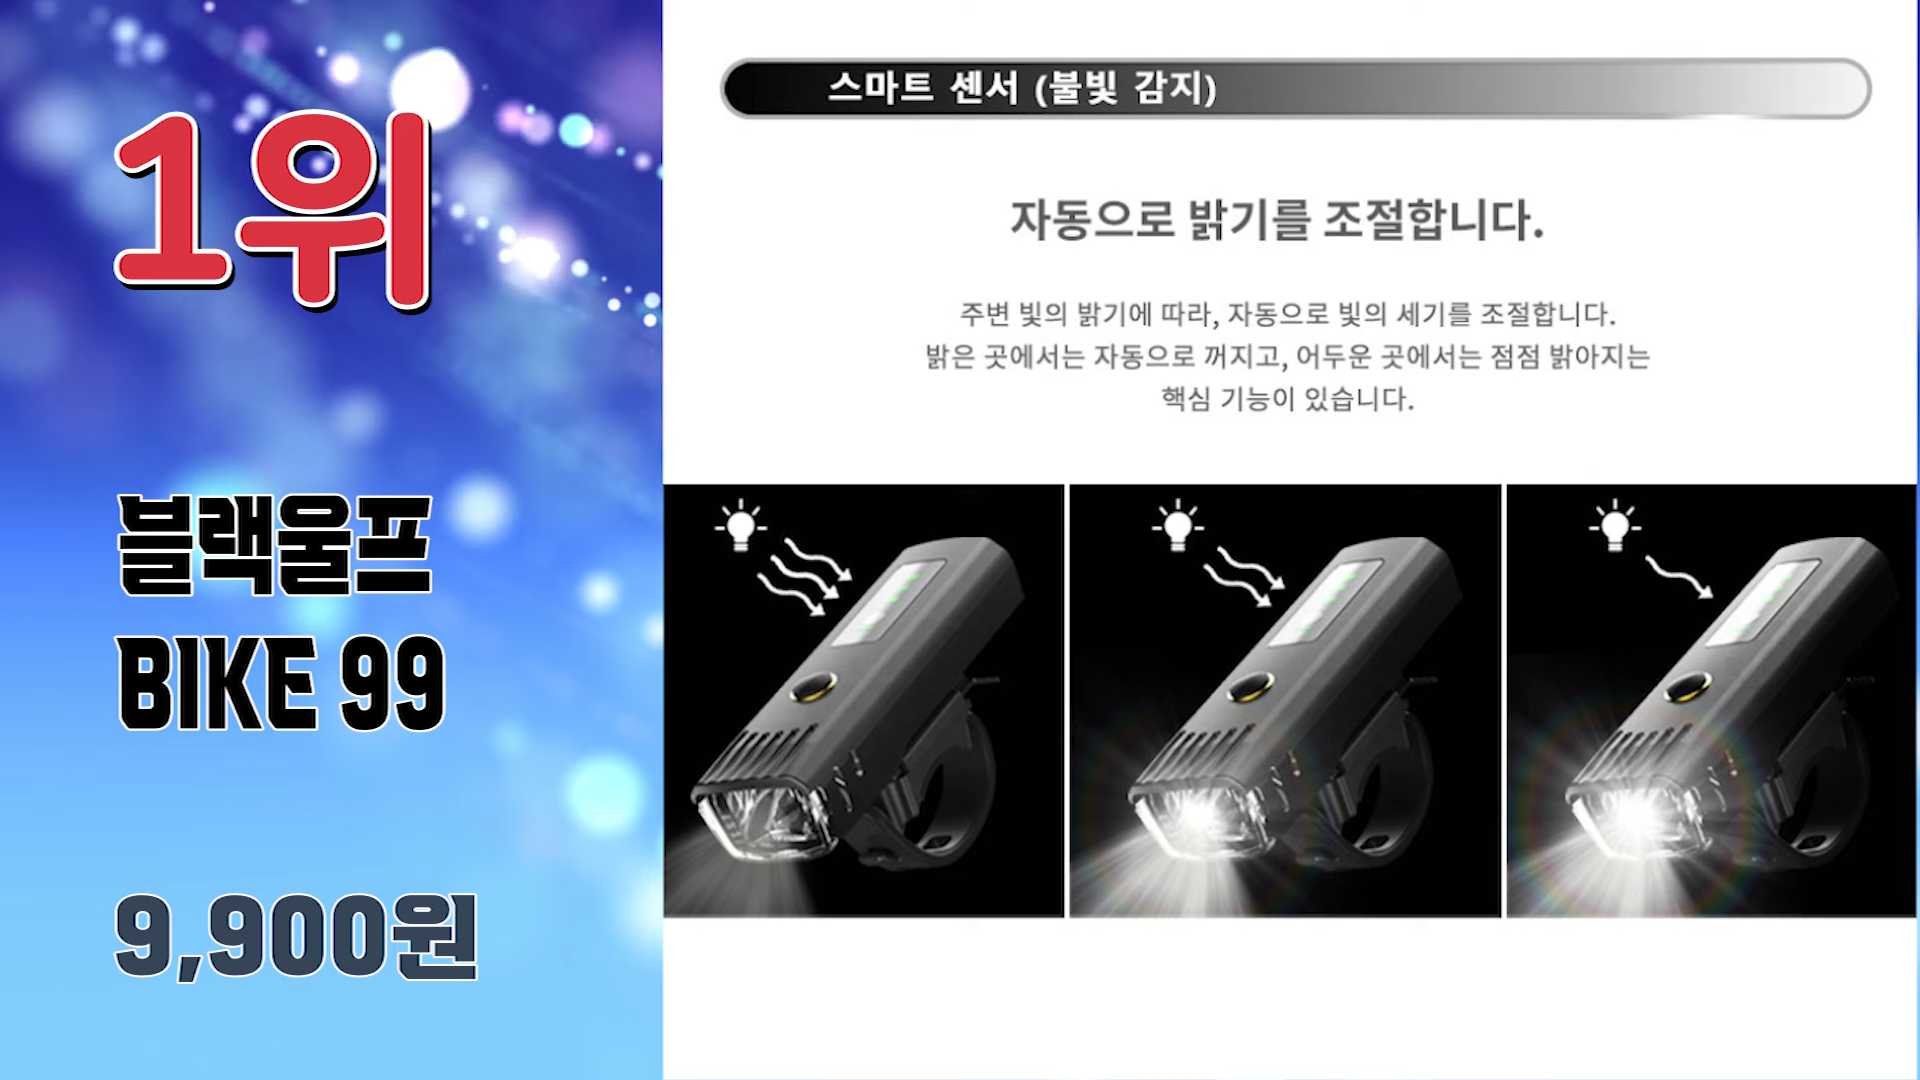 1위
블랙울프
BIKE 99
9,900원
스마트 센서 (불빛 감지)
자동으로 밝기를 조절합니다.
주변 빛의 밝기에 따라, 자동으로 빛의 세기를 조절합니다.
밝은 곳에서는 자동으로 꺼지고, 어두운 곳에서는 점점 밝아지는
핵심 기능이 있습니다.